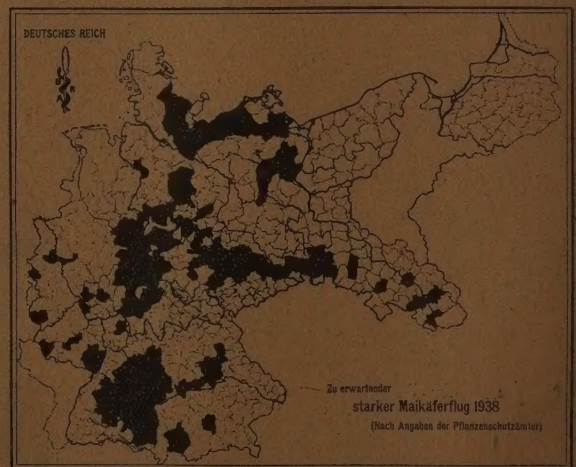 DEUTSCHES REICH
Zu erwartender
starker Maikäferflug 1938
(Nach Angaben der Pflanzenschutzämter)